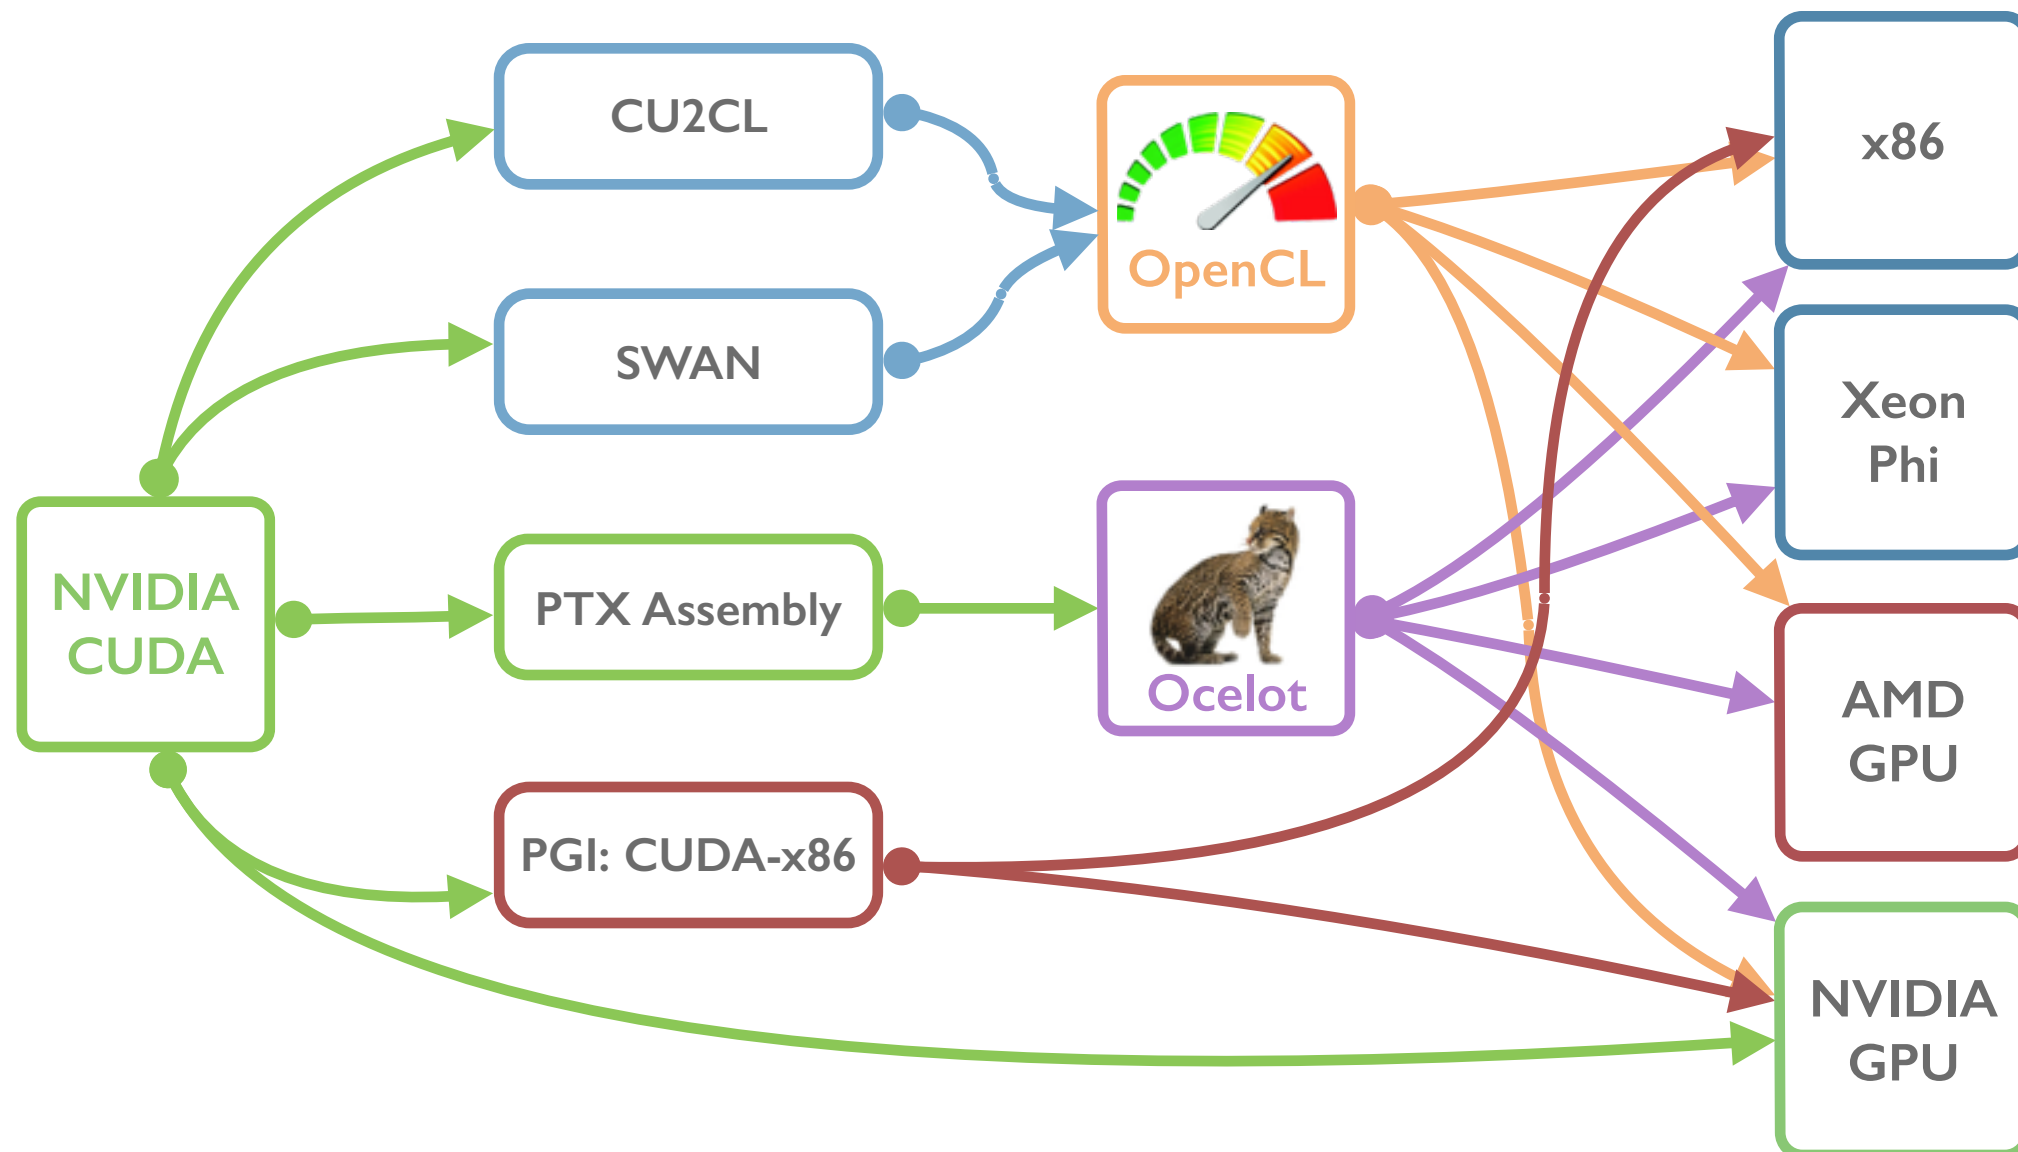 CU2CL
SWAN
NVIDIA
CUDA
PTX Assembly
PGI: CUDA-x86
OpenCL
Ocelot
x86
Xeon
Phi
AMD
GPU
NVIDIA
GPU